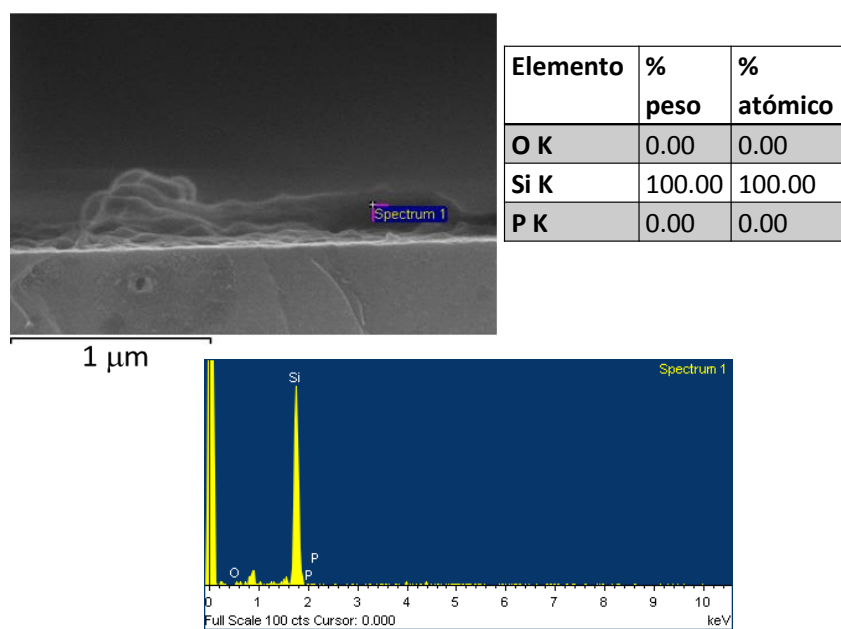 Elemento % peso % atómico
O K 0.00 0.00
Si K 100.00 100.00
P K 0.00 0.00
Spectrum 1
1 μm
Spectrum 1
Si
O
P
P
0 1 2 3 4 5 6 7 8 9 10
Full Scale 100 cts Cursor: 0.000 keV